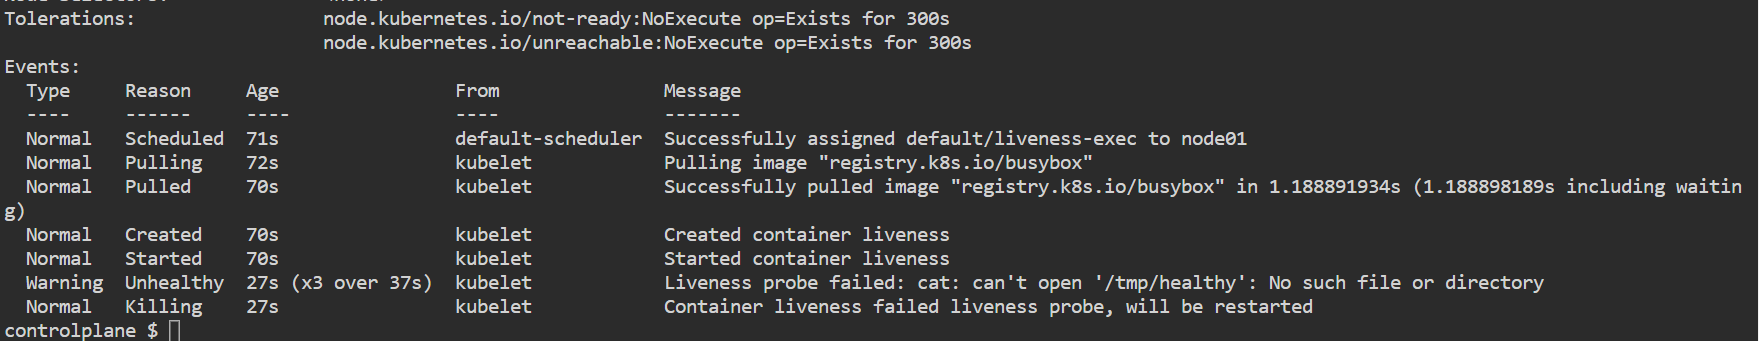 Tolerations:                 node.kubernetes.io/not-ready:NoExecute op=Exists for 300s
                             node.kubernetes.io/unreachable:NoExecute op=Exists for 300s
Events:
  Type     Reason     Age                From               Message
  ----     ------     ----               ----               -------
  Normal   Scheduled  71s                default-scheduler  Successfully assigned default/liveness-exec to node01
  Normal   Pulling    72s                kubelet            Pulling image "registry.k8s.io/busybox"
  Normal   Pulled     70s                kubelet            Successfully pulled image "registry.k8s.io/busybox" in 1.188891934s (1.188898189s including waitin
g)
  Normal   Created    70s                kubelet            Created container liveness
  Normal   Started    70s                kubelet            Started container liveness
  Warning  Unhealthy  27s (x3 over 37s)  kubelet            Liveness probe failed: cat: can't open '/tmp/healthy': No such file or directory
  Normal   Killing    27s                kubelet            Container liveness failed liveness probe, will be restarted
controlplane $